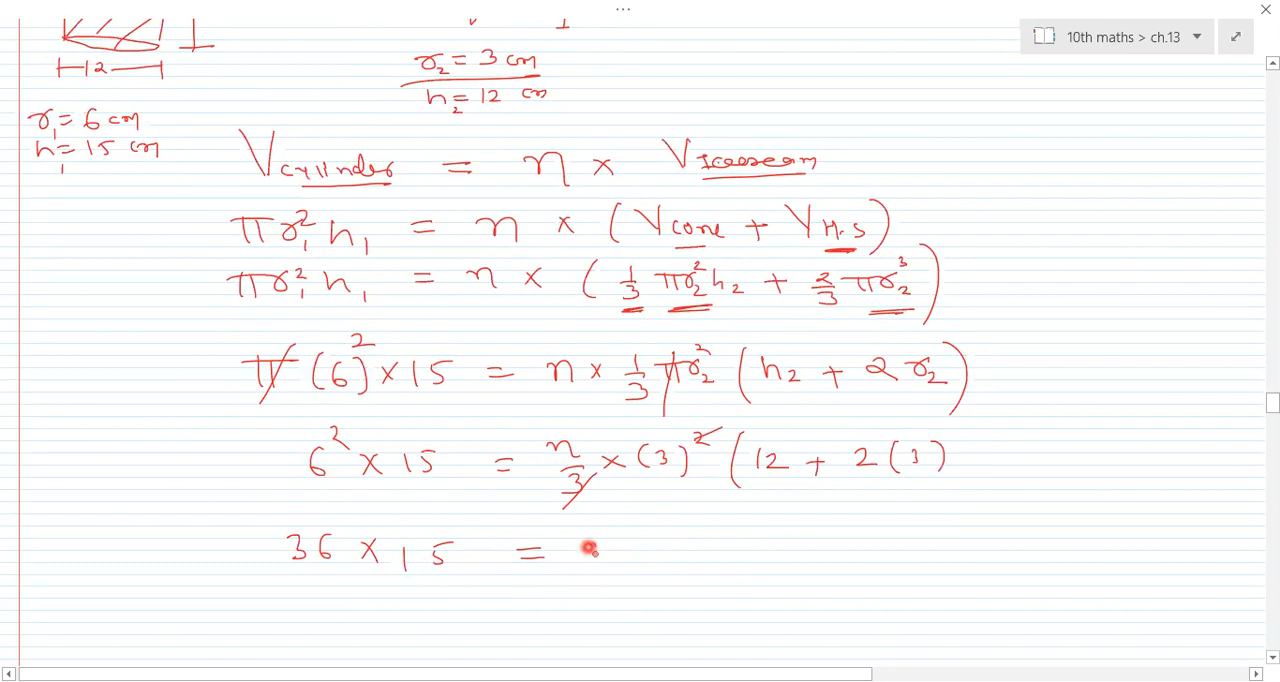 10th maths > ch.13
12
r₂ = 3 cm
h₂ = 12 cm
r₁ = 6 cm
h₁ = 15 cm
V cylinder = n × V Icecream
πr₁²h₁ = n × (V Cone + V H.S)
πr₁²h₁ = n × (1/3 πr₂²h₂ + 2/3 πr₂³)
π(6)² × 15 = n × 1/3 πr₂² (h₂ + 2r₂)
6² × 15 = n/3 × (3)² (12 + 2(3)
36 × 15 =